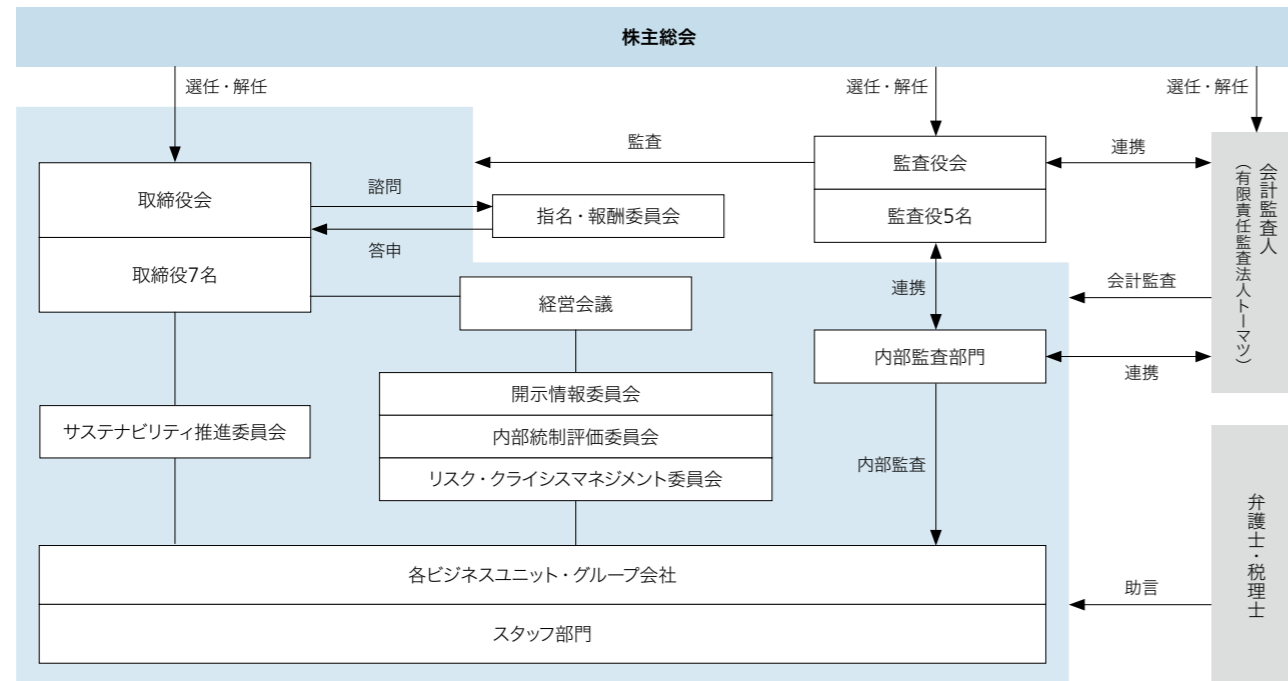 株主総会
選任・解任
選任・解任
選任・解任
監査
監査役会
監査役5名
連携
会計監査人
（有限責任監査法人トーマツ）
取締役会
取締役7名
諮問
答申
指名・報酬委員会
経営会議
連携
会計監査
内部監査部門
連携
開示情報委員会
内部統制評価委員会
リスク・クライシスマネジメント委員会
サステナビリティ推進委員会
内部監査
各ビジネスユニット・グループ会社
スタッフ部門
助言
弁護士・税理士